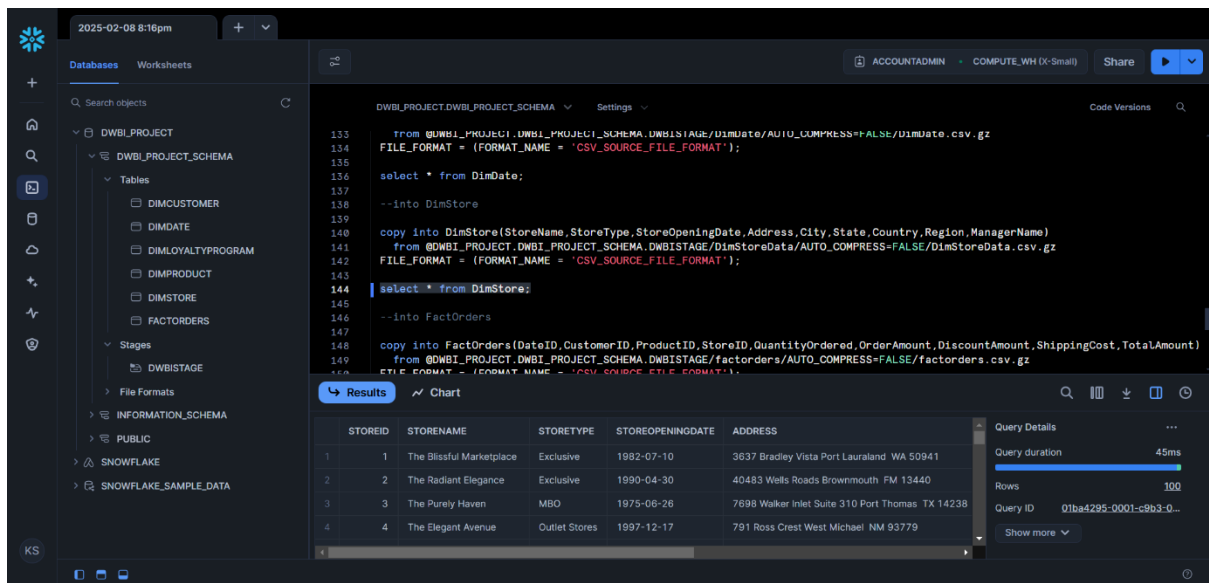 2025-02-08 8:16pm
Databases Worksheets
ACCOUNTADMIN COMPUTE_WH (X-Small) Share
Search objects
DWBI_PROJECT
DWBI_PROJECT_SCHEMA
Tables
DIMCUSTOMER
DIMDATE
DIMLOYALTYPROGRAM
DIMPRODUCT
DIMSTORE
FACTORDERS
Stages
DWBISTAGE
File Formats
INFORMATION_SCHEMA
PUBLIC
SNOWFLAKE
SNOWFLAKE_SAMPLE_DATA
KS
DWBI_PROJECT.DWBI_PROJECT_SCHEMA Settings Code Versions
133 from @DWBI_PROJECT.DWBI_PROJECT_SCHEMA.DWBISTAGE/DimDate/AUTO_COMPRESS=FALSE/DimDate.csv.gz
134 FILE_FORMAT = (FORMAT_NAME = 'CSV_SOURCE_FILE_FORMAT');
135
136 select * from DimDate;
137
138 --into DimStore
139
140 copy into DimStore(StoreName,StoreType,StoreOpeningDate,Address,City,State,Country,Region,ManagerName)
141 from @DWBI_PROJECT.DWBI_PROJECT_SCHEMA.DWBISTAGE/DimStoreData/AUTO_COMPRESS=FALSE/DimStoreData.csv.gz
142 FILE_FORMAT = (FORMAT_NAME = 'CSV_SOURCE_FILE_FORMAT');
143
144 select * from DimStore;
145
146 --into FactOrders
147
148 copy into FactOrders(DateID,CustomerID,ProductID,StoreID,QuantityOrdered,OrderAmount,DiscountAmount,ShippingCost,TotalAmount)
149 from @DWBI_PROJECT.DWBI_PROJECT_SCHEMA.DWBISTAGE/factorders/AUTO_COMPRESS=FALSE/factorders.csv.gz
150 FILE_FORMAT = (FORMAT_NAME = 'CSV_SOURCE_FILE_FORMAT');
Results Chart
STOREID STORENAME STORETYPE STOREOPENINGDATE ADDRESS
1 1 The Blissful Marketplace Exclusive 1982-07-10 3637 Bradley Vista Port Lauraland WA 50941
2 2 The Radiant Elegance Exclusive 1990-04-30 40483 Wells Roads Brownmouth FM 13440
3 3 The Purely Haven MBO 1975-06-26 7698 Walker Inlet Suite 310 Port Thomas TX 14238
4 4 The Elegant Avenue Outlet Stores 1997-12-17 791 Ross Crest West Michael NM 93779
Query Details ...
Query duration 45ms
Rows 100
Query ID 01ba4295-0001-c9b3-0...
Show more